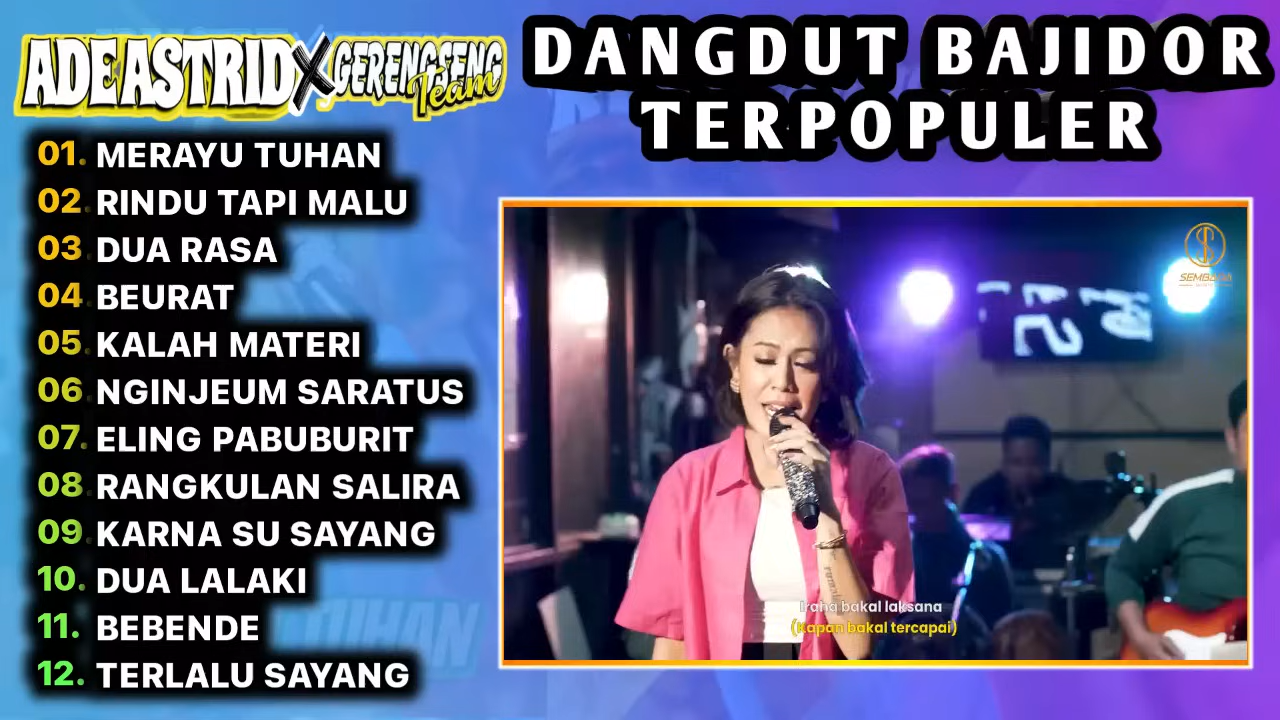 ADE ASTRID X GERENGSENG Team
DANGDUT BAJIDOR
TERPOPULER
01. MERAYU TUHAN
02. RINDU TAPI MALU
03. DUA RASA
04. BEURAT
05. KALAH MATERI
06. NGINJEUM SARATUS
07. ELING PABUBURIT
08. RANGKULAN SALIRA
09. KARNA SU SAYANG
10. DUA LALAKI
11. BEBENDE
12. TERLALU SAYANG
Iraha bakal laksana
(Kapan bakal tercapai)